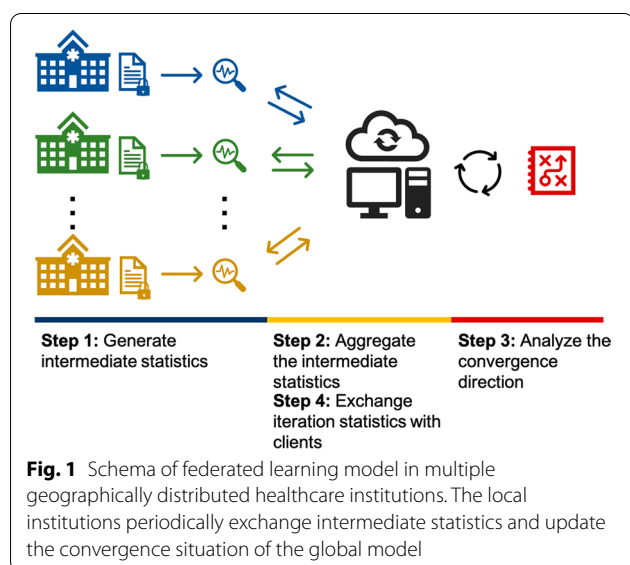 Step 1: Generate
intermediate statistics
Step 2: Aggregate
the intermediate
statistics
Step 4: Exchange
iteration statistics with
clients
Step 3: Analyze the
convergence
direction
Fig. 1 Schema of federated learning model in multiple
geographically distributed healthcare institutions. The local
institutions periodically exchange intermediate statistics and update
the convergence situation of the global model